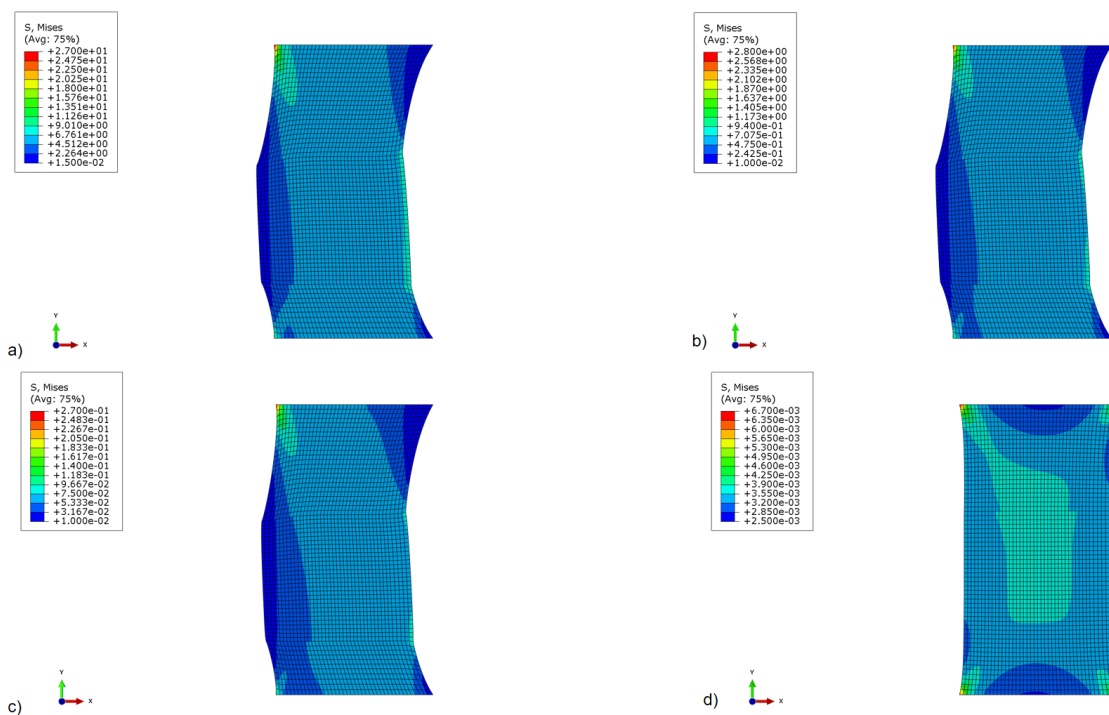 S, Mises
(Avg: 75%)
+2.700e+01
+2.475e+01
+2.250e+01
+2.025e+01
+1.800e+01
+1.576e+01
+1.351e+01
+1.126e+01
+9.010e+00
+6.761e+00
+4.512e+00
+2.264e+00
+1.500e-02
Y
X
a)
S, Mises
(Avg: 75%)
+2.800e+00
+2.568e+00
+2.335e+00
+2.102e+00
+1.870e+00
+1.637e+00
+1.405e+00
+1.173e+00
+9.400e-01
+7.075e-01
+4.750e-01
+2.425e-01
+1.000e-02
Y
X
b)
S, Mises
(Avg: 75%)
+2.700e-01
+2.483e-01
+2.267e-01
+2.050e-01
+1.833e-01
+1.617e-01
+1.400e-01
+1.183e-01
+9.667e-02
+7.500e-02
+5.333e-02
+3.167e-02
+1.000e-02
Y
X
c)
S, Mises
(Avg: 75%)
+6.700e-03
+6.350e-03
+6.000e-03
+5.650e-03
+5.300e-03
+4.950e-03
+4.600e-03
+4.250e-03
+3.900e-03
+3.550e-03
+3.200e-03
+2.850e-03
+2.500e-03
Y
X
d)